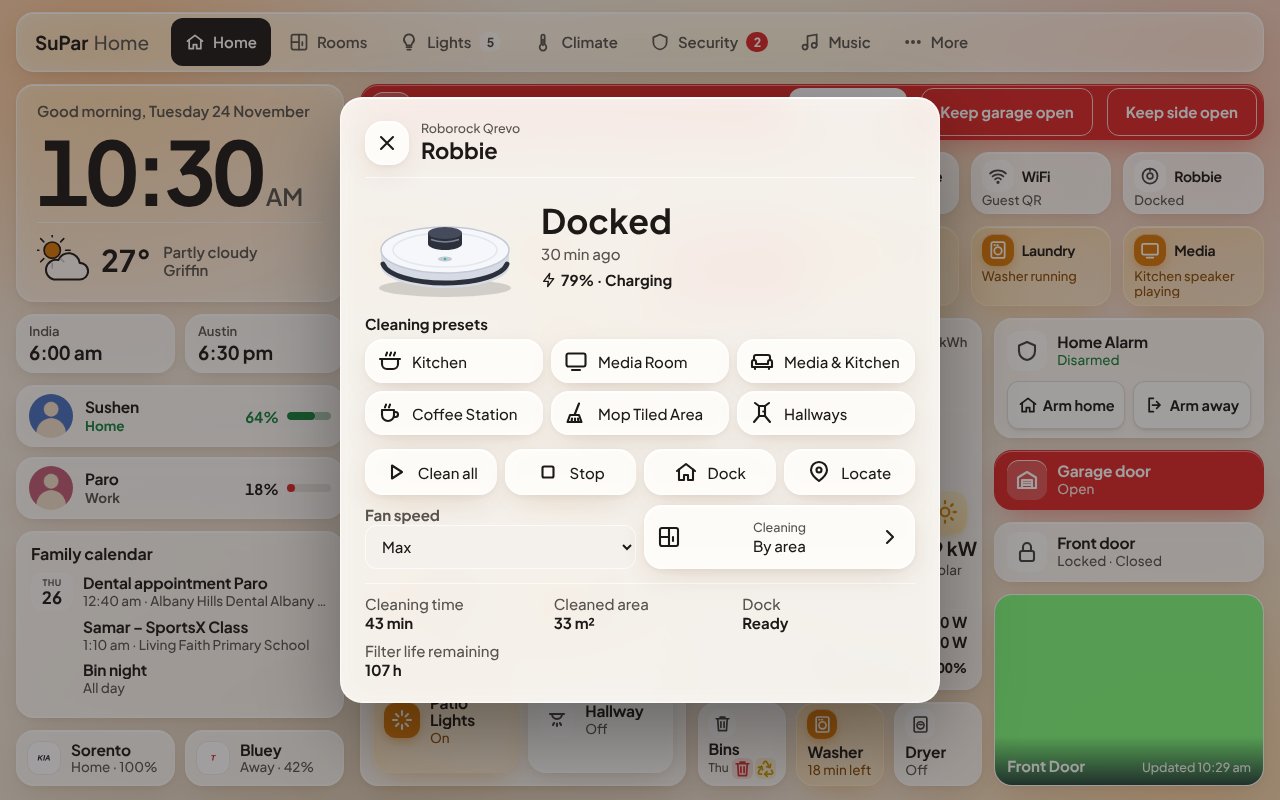 SuPar Home
Home
Rooms
Lights 5
Climate
Security 2
Music
More
Good morning, Tuesday 24 November
10:30 AM
27°
Partly cloudy
Griffin
India
6:00 am
Austin
6:30 pm
Sushen
Home
64%
Paro
Work
18%
Family calendar
THU
26
Dental appointment Paro
12:40 am · Albany Hills Dental Albany ...
Samar – SportsX Class
1:10 am · Living Faith Primary School
Bin night
All day
Sorento
Home · 100%
KIA
Bluey
Away · 42%
T
Roborock Qrevo
Robbie
Docked
30 min ago
79% · Charging
Cleaning presets
Kitchen
Media Room
Media & Kitchen
Coffee Station
Mop Tiled Area
Hallways
Clean all
Stop
Dock
Locate
Fan speed
Max
Cleaning
By area
Cleaning time
43 min
Cleaned area
33 m²
Dock
Ready
Filter life remaining
107 h
Keep garage open
Keep side open
WiFi
Guest QR
Robbie
Docked
Laundry
Washer running
Media
Kitchen speaker
playing
kWh
kW
0 W
0 W
Home Alarm
Disarmed
Arm home
Arm away
Garage door
Open
Front door
Locked · Closed
Front Door
Updated 10:29 am
Patio
Lights
On
Hallway
Off
Bins
Thu
Washer
18 min left
Dryer
Off